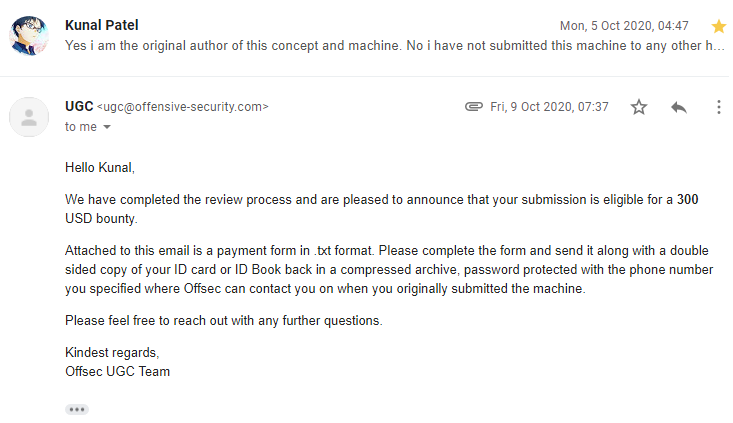 Kunal Patel
Mon, 5 Oct 2020, 04:47
Yes i am the original author of this concept and machine. No i have not submitted this machine to any other h...
UGC <ugc@offensive-security.com>
Fri, 9 Oct 2020, 07:37
to me
Hello Kunal,
We have completed the review process and are pleased to announce that your submission is eligible for a 300
USD bounty.
Attached to this email is a payment form in .txt format. Please complete the form and send it along with a double
sided copy of your ID card or ID Book back in a compressed archive, password protected with the phone number
you specified where Offsec can contact you on when you originally submitted the machine.
Please feel free to reach out with any further questions.
Kindest regards,
Offsec UGC Team